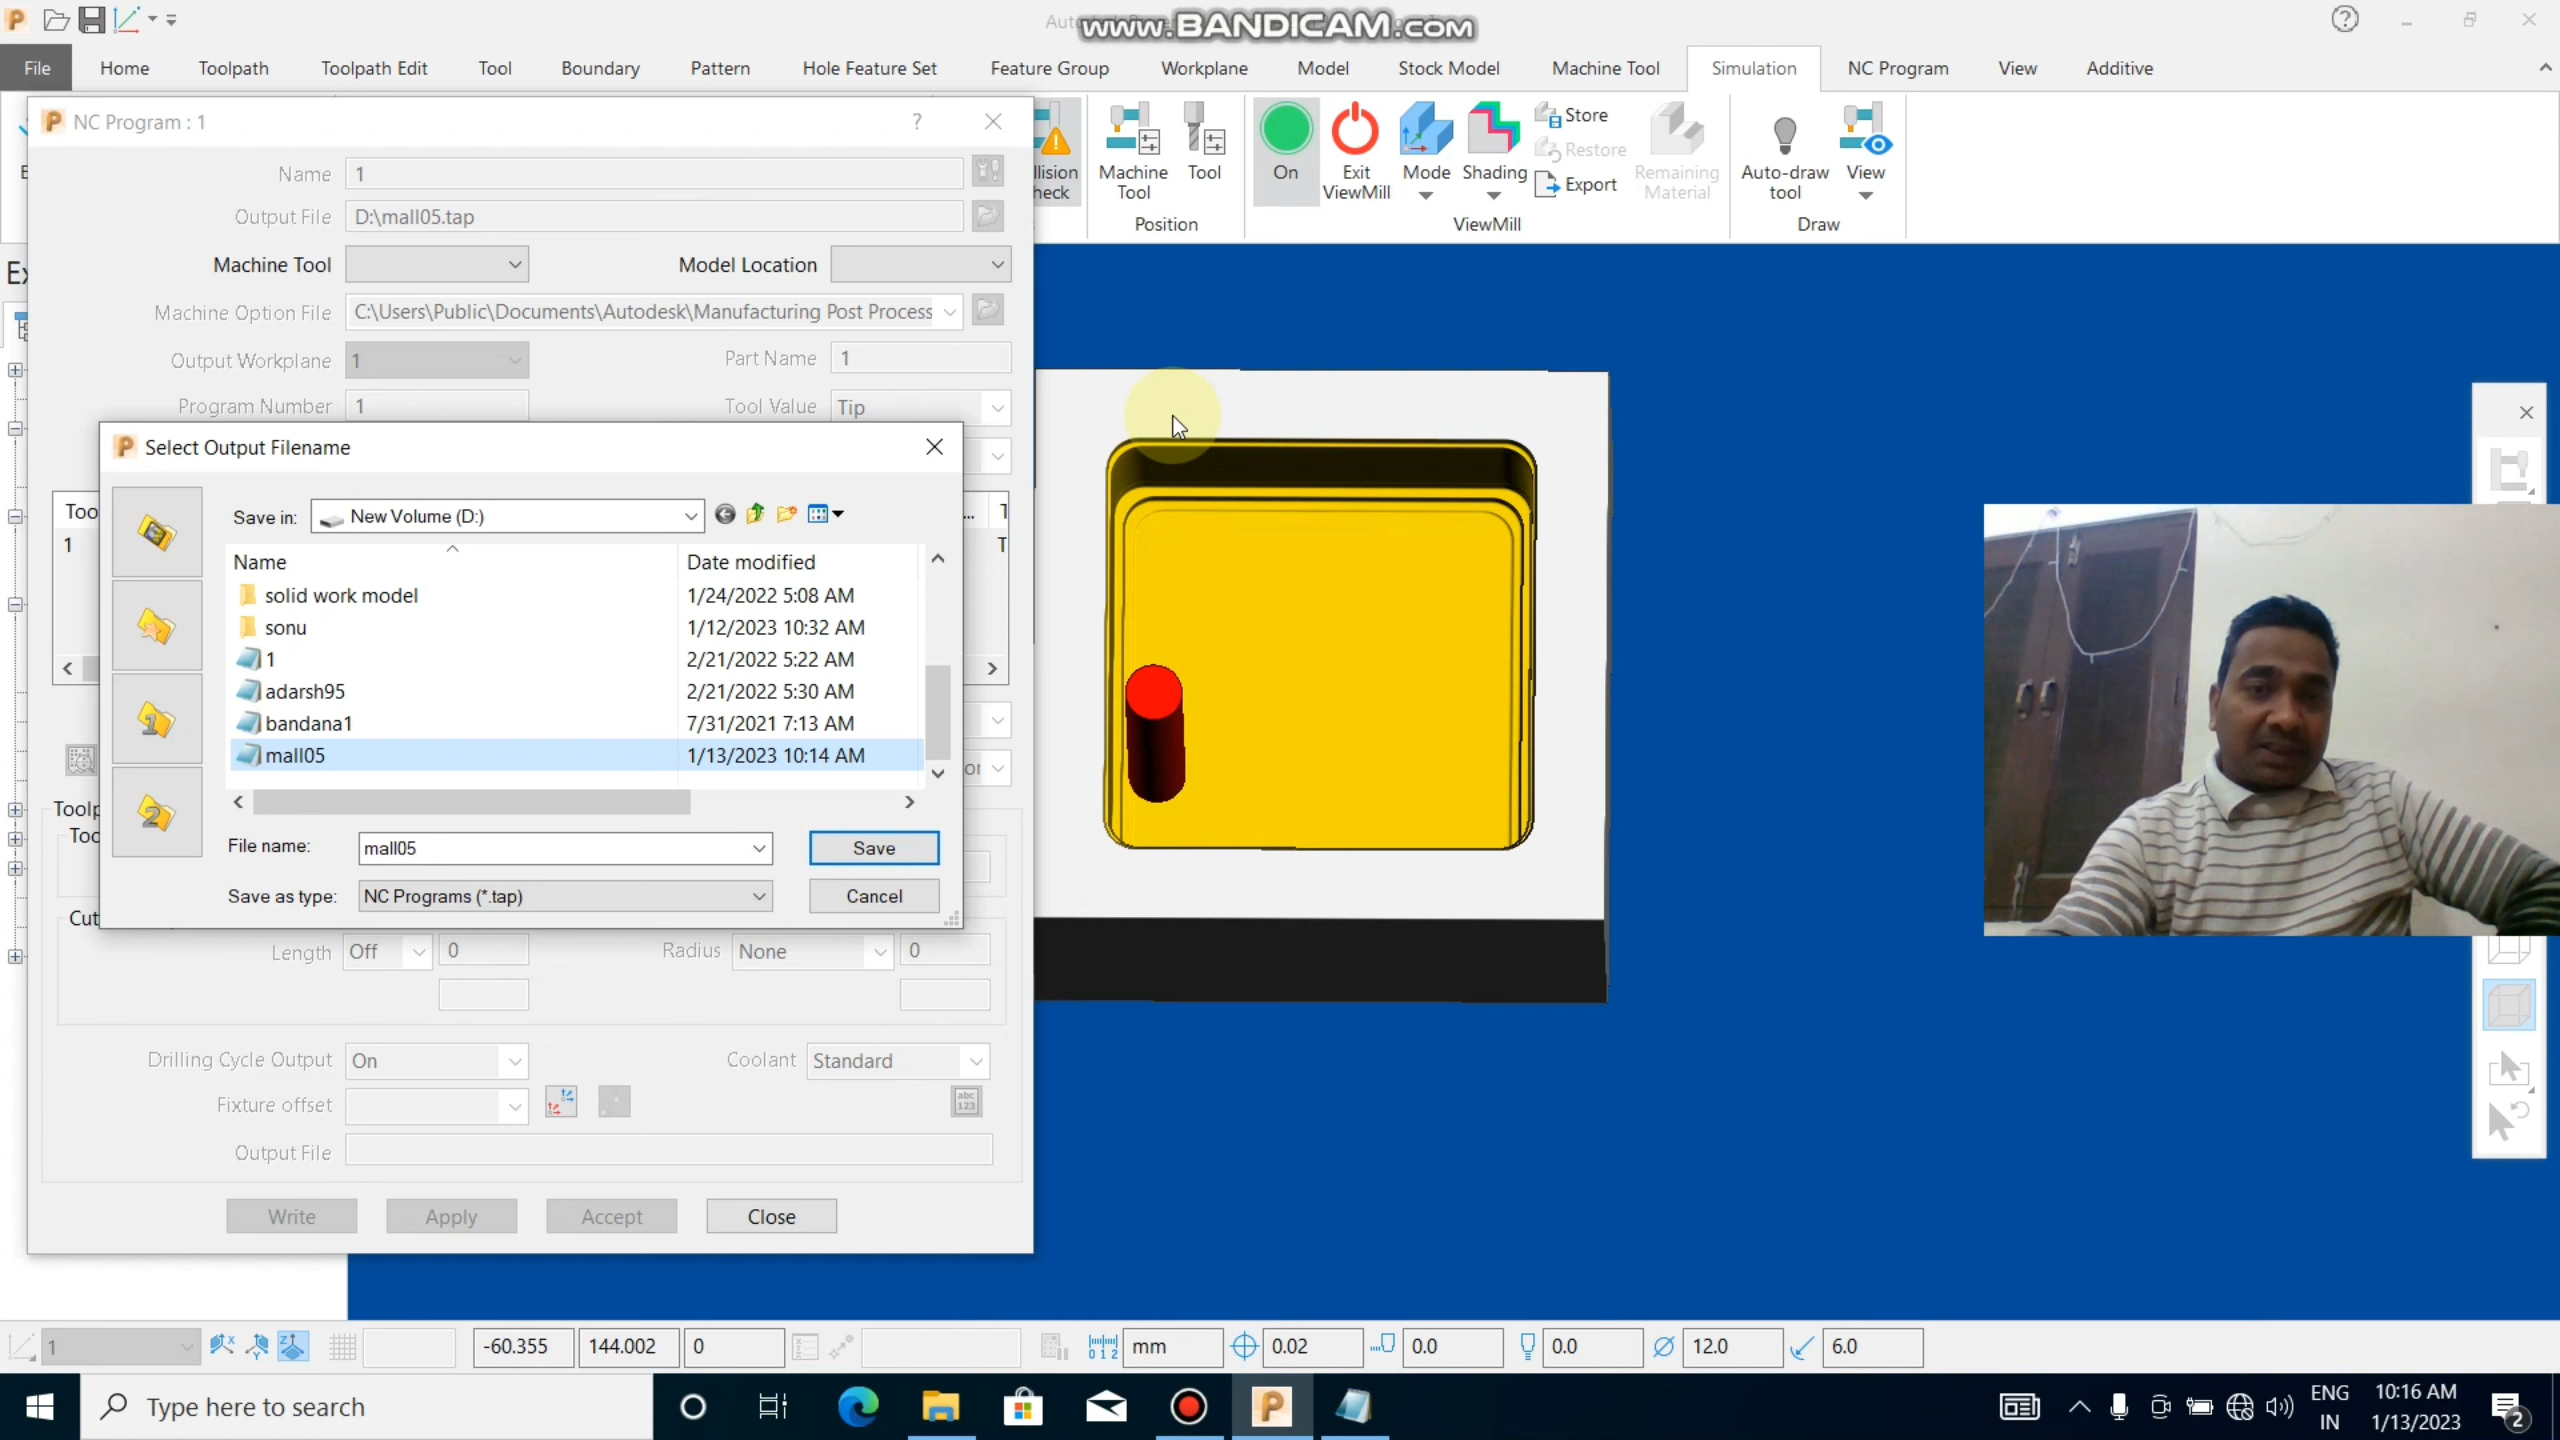 www.BANDICAM.com
File
Home
Toolpath
Toolpath Edit
Tool
Boundary
Pattern
Hole Feature Set
Feature Group
Workplane
Model
Stock Model
Machine Tool
Simulation
NC Program
View
Additive
NC Program : 1
?
Name
1
Output File
D:\mall05.tap
Machine Tool
Model Location
Machine Option File
C:\Users\Public\Documents\Autodesk\Manufacturing Post Process
Output Workplane
1
Part Name
1
Program Number
1
Tool Value
Tip
Machine
Tool
Tool
Position
On
Exit
ViewMill
Mode
Shading
Store
Restore
Export
Remaining
Material
ViewMill
Auto-draw
tool
View
Draw
Select Output Filename
Save in:
New Volume (D:)
Name
Date modified
solid work model
1/24/2022 5:08 AM
sonu
1/12/2023 10:32 AM
1
2/21/2022 5:22 AM
adarsh95
2/21/2022 5:30 AM
bandana1
7/31/2021 7:13 AM
mall05
1/13/2023 10:14 AM
File name:
mall05
Save
Save as type:
NC Programs (*.tap)
Cancel
1
Length
Off
0
Radius
None
0
Drilling Cycle Output
On
Coolant
Standard
Fixture offset
abc
123
Output File
Write
Apply
Accept
Close
1
-60.355
144.002
0
mm
0.02
0.0
0.0
12.0
6.0
Type here to search
ENG
IN
10:16 AM
1/13/2023
2